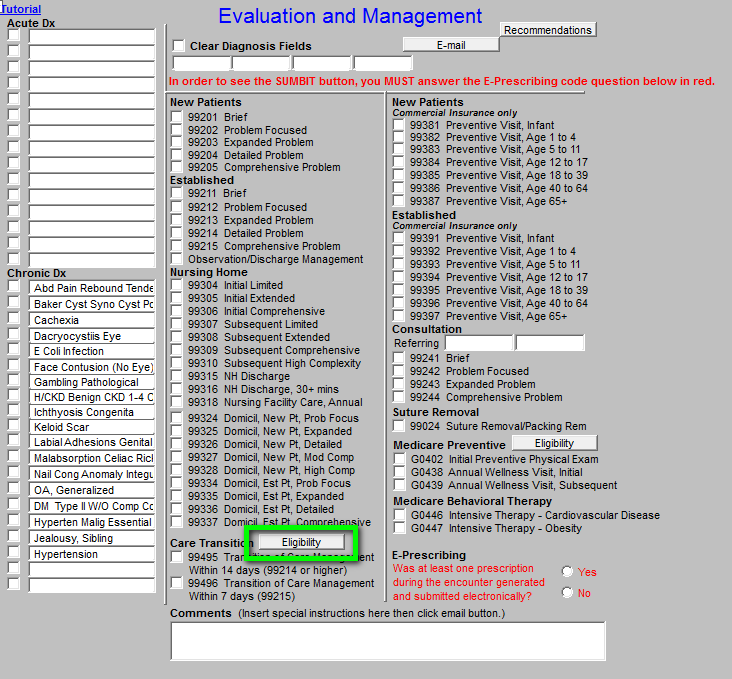 Tutorial
Evaluation and Management
Recommendations
Acute Dx
Clear Diagnosis Fields
E-mail
In order to see the SUMBIT button, you MUST answer the E-Prescribing code question below in red.
New Patients
99201 Brief
99202 Problem Focused
99203 Expanded Problem
99204 Detailed Problem
99205 Comprehensive Problem
Established
99211 Brief
99212 Problem Focused
99213 Expanded Problem
99214 Detailed Problem
99215 Comprehensive Problem
Observation/Discharge Management
Nursing Home
99304 Initial Limited
99305 Initial Extended
99306 Initial Comprehensive
99307 Subsequent Limited
99308 Subsequent Extended
99309 Subsequent Comprehensive
99310 Subsequent High Complexity
99315 NH Discharge
99316 NH Discharge, 30+ mins
99318 Nursing Facility Care, Annual
99324 Domicil, New Pt, Prob Focus
99325 Domicil, New Pt, Expanded
99326 Domicil, New Pt, Detailed
99327 Domicil, New Pt, Mod Comp
99328 Domicil, New Pt, High Comp
99334 Domicil, Est Pt, Prob Focus
99335 Domicil, Est Pt, Expanded
99336 Domicil, Est Pt, Detailed
99337 Domicil, Est Pt, Comprehensive
Care Transition
Eligibility
99495 Transition of Care Management
Within 14 days (99214 or higher)
99496 Transition of Care Management
Within 7 days (99215)
New Patients
Commercial Insurance only
99381 Preventive Visit, Infant
99382 Preventive Visit, Age 1 to 4
99383 Preventive Visit, Age 5 to 11
99384 Preventive Visit, Age 12 to 17
99385 Preventive Visit, Age 18 to 39
99386 Preventive Visit, Age 40 to 64
99387 Preventive Visit, Age 65+
Established
Commercial Insurance only
99391 Preventive Visit, Infant
99392 Preventive Visit, Age 1 to 4
99393 Preventive Visit, Age 5 to 11
99394 Preventive Visit, Age 12 to 17
99395 Preventive Visit, Age 18 to 39
99396 Preventive Visit, Age 40 to 64
99397 Preventive Visit, Age 65+
Consultation
Referring
99241 Brief
99242 Problem Focused
99243 Expanded Problem
99244 Comprehensive Problem
Suture Removal
99024 Suture Removal/Packing Rem
Medicare Preventive
Eligibility
G0402 Initial Preventive Physical Exam
G0438 Annual Wellness Visit, Initial
G0439 Annual Wellness Visit, Subsequent
Medicare Behavioral Therapy
G0446 Intensive Therapy - Cardiovascular Disease
G0447 Intensive Therapy - Obesity
E-Prescribing
Was at least one prescription
during the encounter generated
and submitted electronically?
Yes
No
Chronic Dx
Abd Pain Rebound Tende
Baker Cyst Syno Cyst Po
Cachexia
Dacryocystiis Eye
E Coli Infection
Face Contusion (No Eye)
Gambling Pathological
H/CKD Benign CKD 1-4 C
Ichthyosis Congenita
Keloid Scar
Labial Adhesions Genital
Malabsorption Celiac Rick
Nail Cong Anomaly Integu
OA, Generalized
DM Type II W/O Comp Co
Hyperten Malig Essential
Jealousy, Sibling
Hypertension
Comments (Insert special instructions here then click email button.)